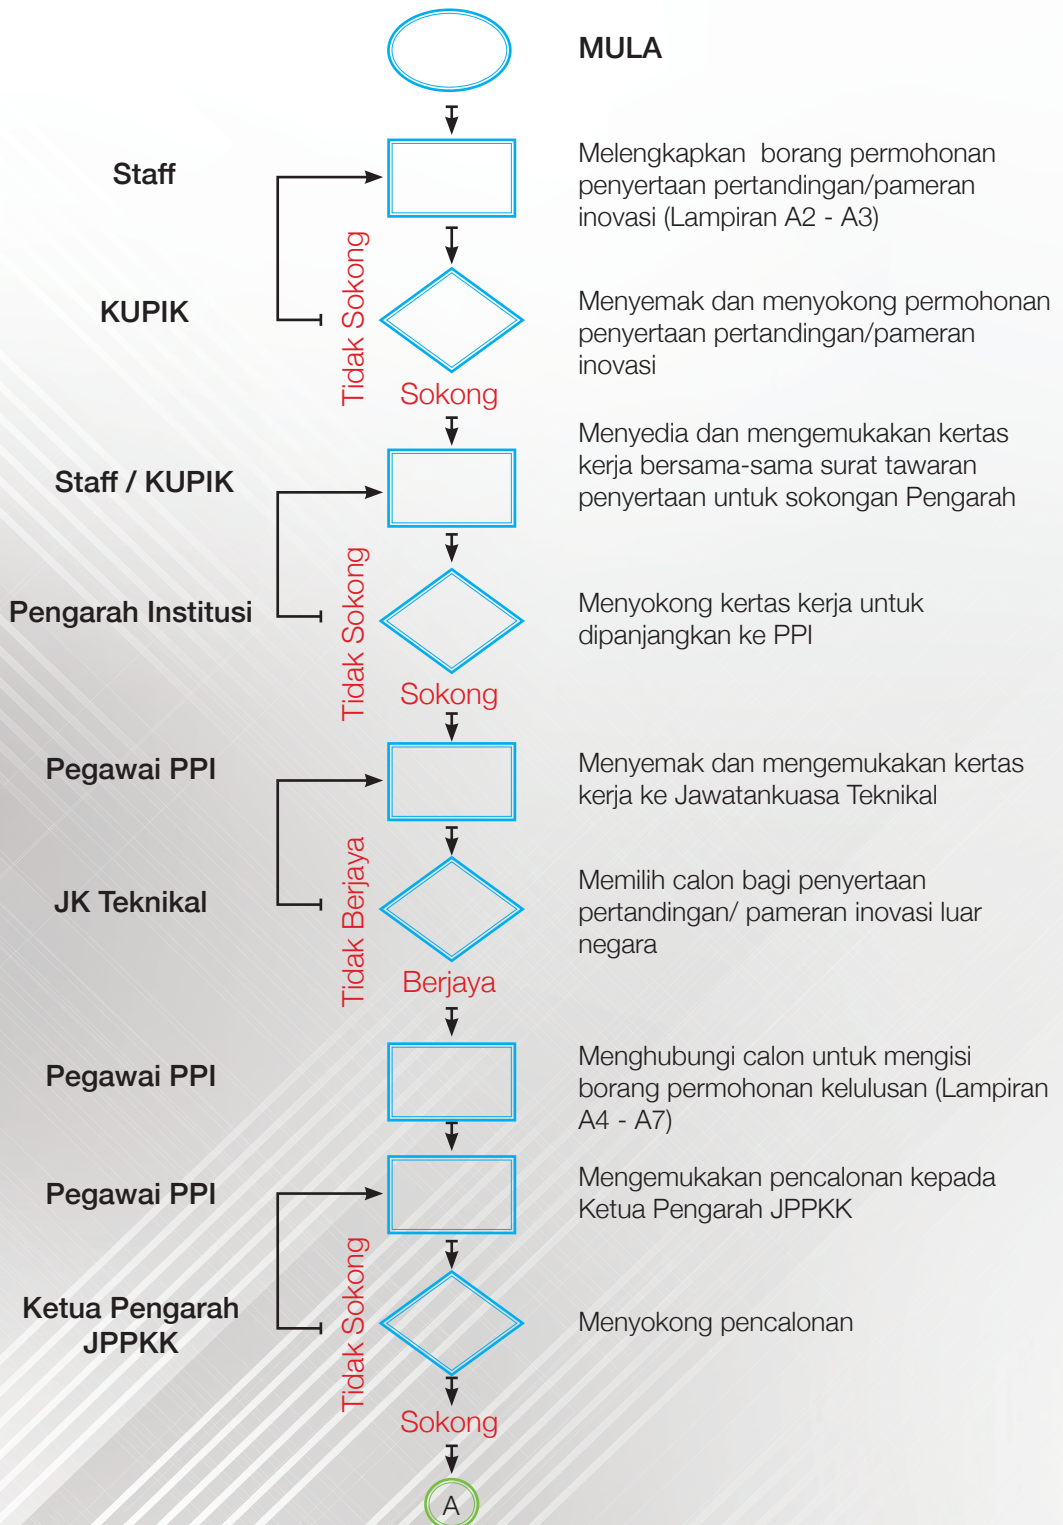 MULA
Staff
Melengkapkan borang permohonan
penyertaan pertandingan/pameran
inovasi (Lampiran A2 - A3)
Tidak Sokong
KUPIK
Menyemak dan menyokong permohonan
penyertaan pertandingan/pameran
inovasi
Sokong
Staff / KUPIK
Menyedia dan mengemukakan kertas
kerja bersama-sama surat tawaran
penyertaan untuk sokongan Pengarah
Tidak Sokong
Pengarah Institusi
Menyokong kertas kerja untuk
dipanjangkan ke PPI
Sokong
Pegawai PPI
Menyemak dan mengemukakan kertas
kerja ke Jawatankuasa Teknikal
Tidak Berjaya
JK Teknikal
Memilih calon bagi penyertaan
pertandingan/ pameran inovasi luar
negara
Berjaya
Pegawai PPI
Menghubungi calon untuk mengisi
borang permohonan kelulusan (Lampiran
A4 - A7)
Pegawai PPI
Mengemukakan pencalonan kepada
Ketua Pengarah JPPKK
Tidak Sokong
Ketua Pengarah
JPPKK
Menyokong pencalonan
Sokong
A